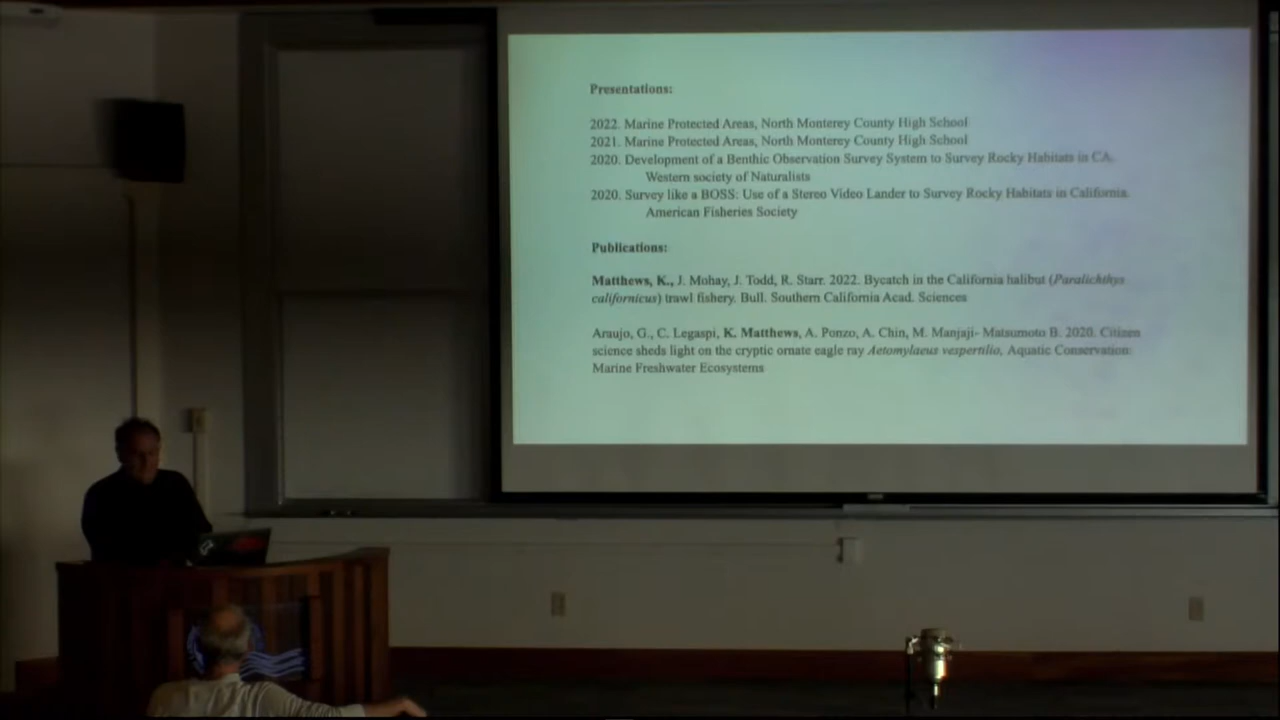 Presentations:
2022. Marine Protected Areas, North Monterey County High School
2021. Marine Protected Areas, North Monterey County High School
2020. Development of a Benthic Observation Survey System to Survey Rocky Habitats in CA.
Western society of Naturalists
2020. Survey like a BOSS: Use of a Stereo Video Lander to Survey Rocky Habitats in California.
American Fisheries Society
Publications:
Matthews, K., J. Mohay, J. Todd, R. Starr. 2022. Bycatch in the California halibut (Paralichthys
californicus) trawl fishery. Bull. Southern California Acad. Sciences
Araujo, G., C. Legaspi, K. Matthews, A. Ponzo, A. Chin, M. Manjaji- Matsumoto B. 2020. Citizen
science sheds light on the cryptic ornate eagle ray Aetomylaeus vespertilio, Aquatic Conservation:
Marine Freshwater Ecosystems